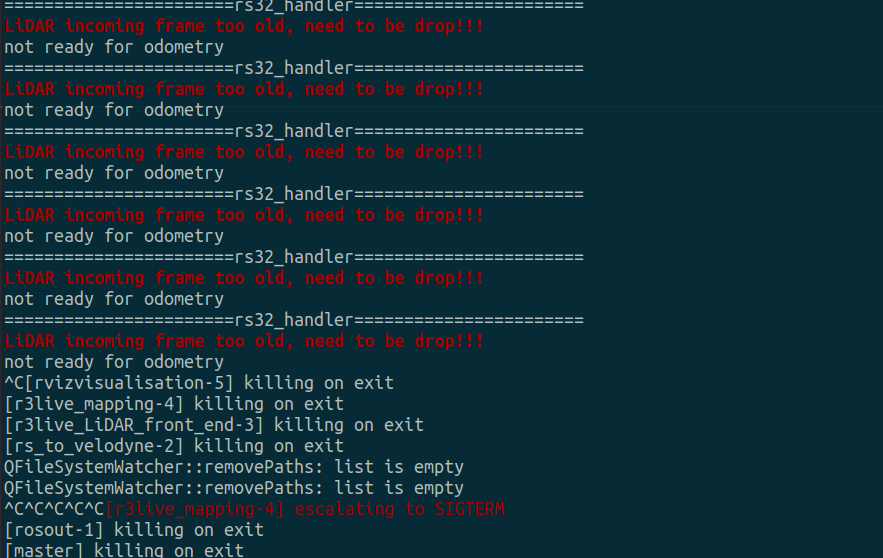 =======================rs32_handler=======================
LiDAR incoming frame too old, need to be drop!!!
not ready for odometry
=======================rs32_handler=======================
LiDAR incoming frame too old, need to be drop!!!
not ready for odometry
=======================rs32_handler=======================
LiDAR incoming frame too old, need to be drop!!!
not ready for odometry
=======================rs32_handler=======================
LiDAR incoming frame too old, need to be drop!!!
not ready for odometry
=======================rs32_handler=======================
LiDAR incoming frame too old, need to be drop!!!
not ready for odometry
=======================rs32_handler=======================
LiDAR incoming frame too old, need to be drop!!!
not ready for odometry
^C[rvizvisualisation-5] killing on exit
[r3live_mapping-4] killing on exit
[r3live_LiDAR_front_end-3] killing on exit
[rs_to_velodyne-2] killing on exit
QFileSystemWatcher::removePaths: list is empty
QFileSystemWatcher::removePaths: list is empty
^C^C^C^C^C[r3live_mapping-4] escalating to SIGTERM
[rosout-1] killing on exit
[master] killing on exit